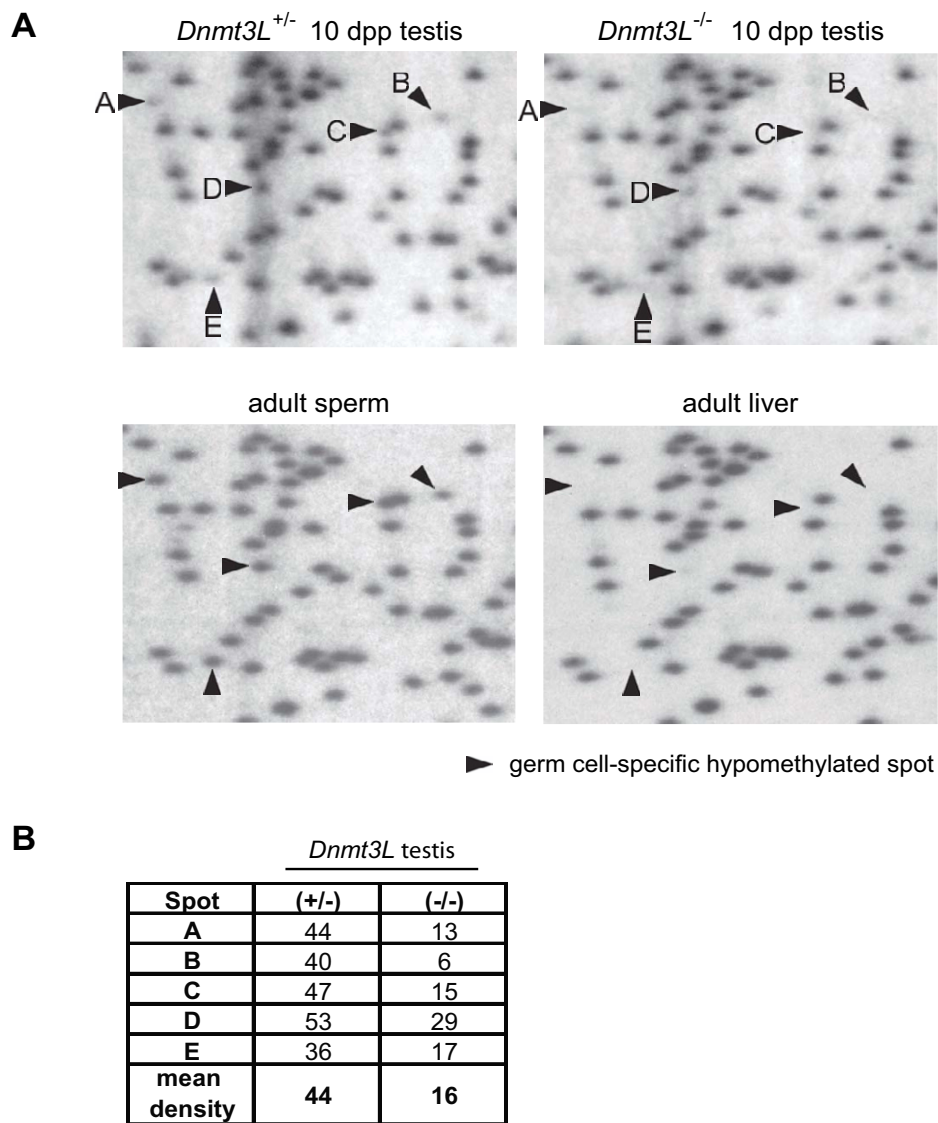 A
Dnmt3L+/- 10 dpp testis
Dnmt3L-/- 10 dpp testis
A
B
C
D
E
A
B
C
D
E
adult sperm
adult liver
germ cell-specific hypomethylated spot
B
Dnmt3L testis
Spot (+/-) (-/-)
A 44 13
B 40 6
C 47 15
D 53 29
E 36 17
mean
density 44 16